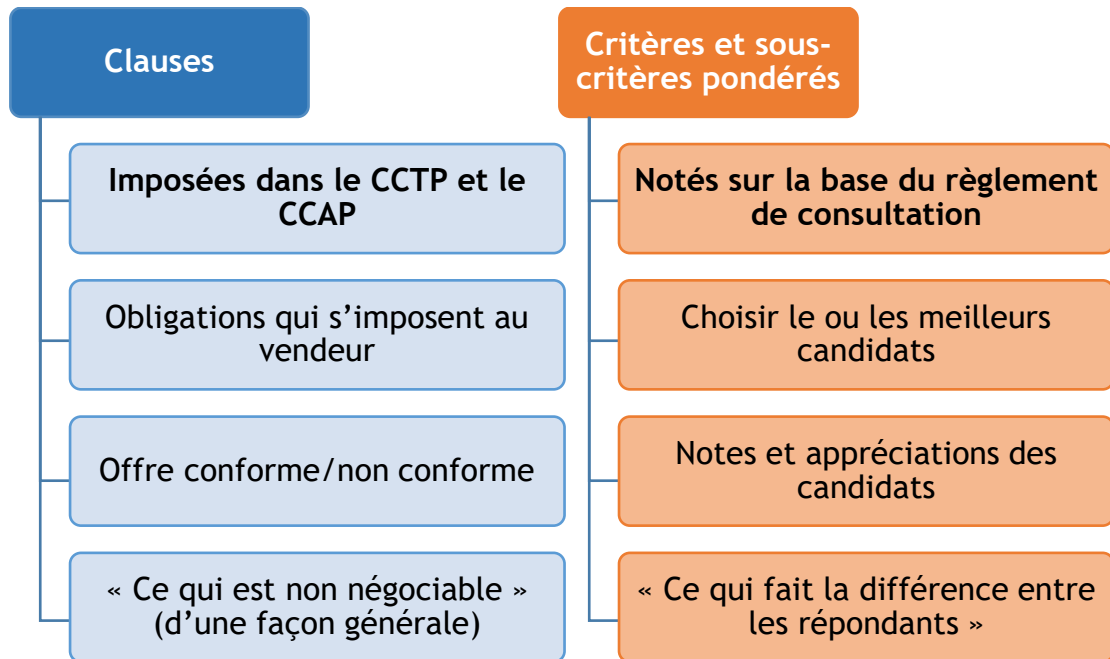 Clauses
Imposées dans le CCTP et le
CCAP
Obligations qui s’imposent au
vendeur
Offre conforme/non conforme
« Ce qui est non négociable »
(d’une façon générale)
Critères et sous-
critères pondérés
Notés sur la base du règlement
de consultation
Choisir le ou les meilleurs
candidats
Notes et appréciations des
candidats
« Ce qui fait la différence entre
les répondants »